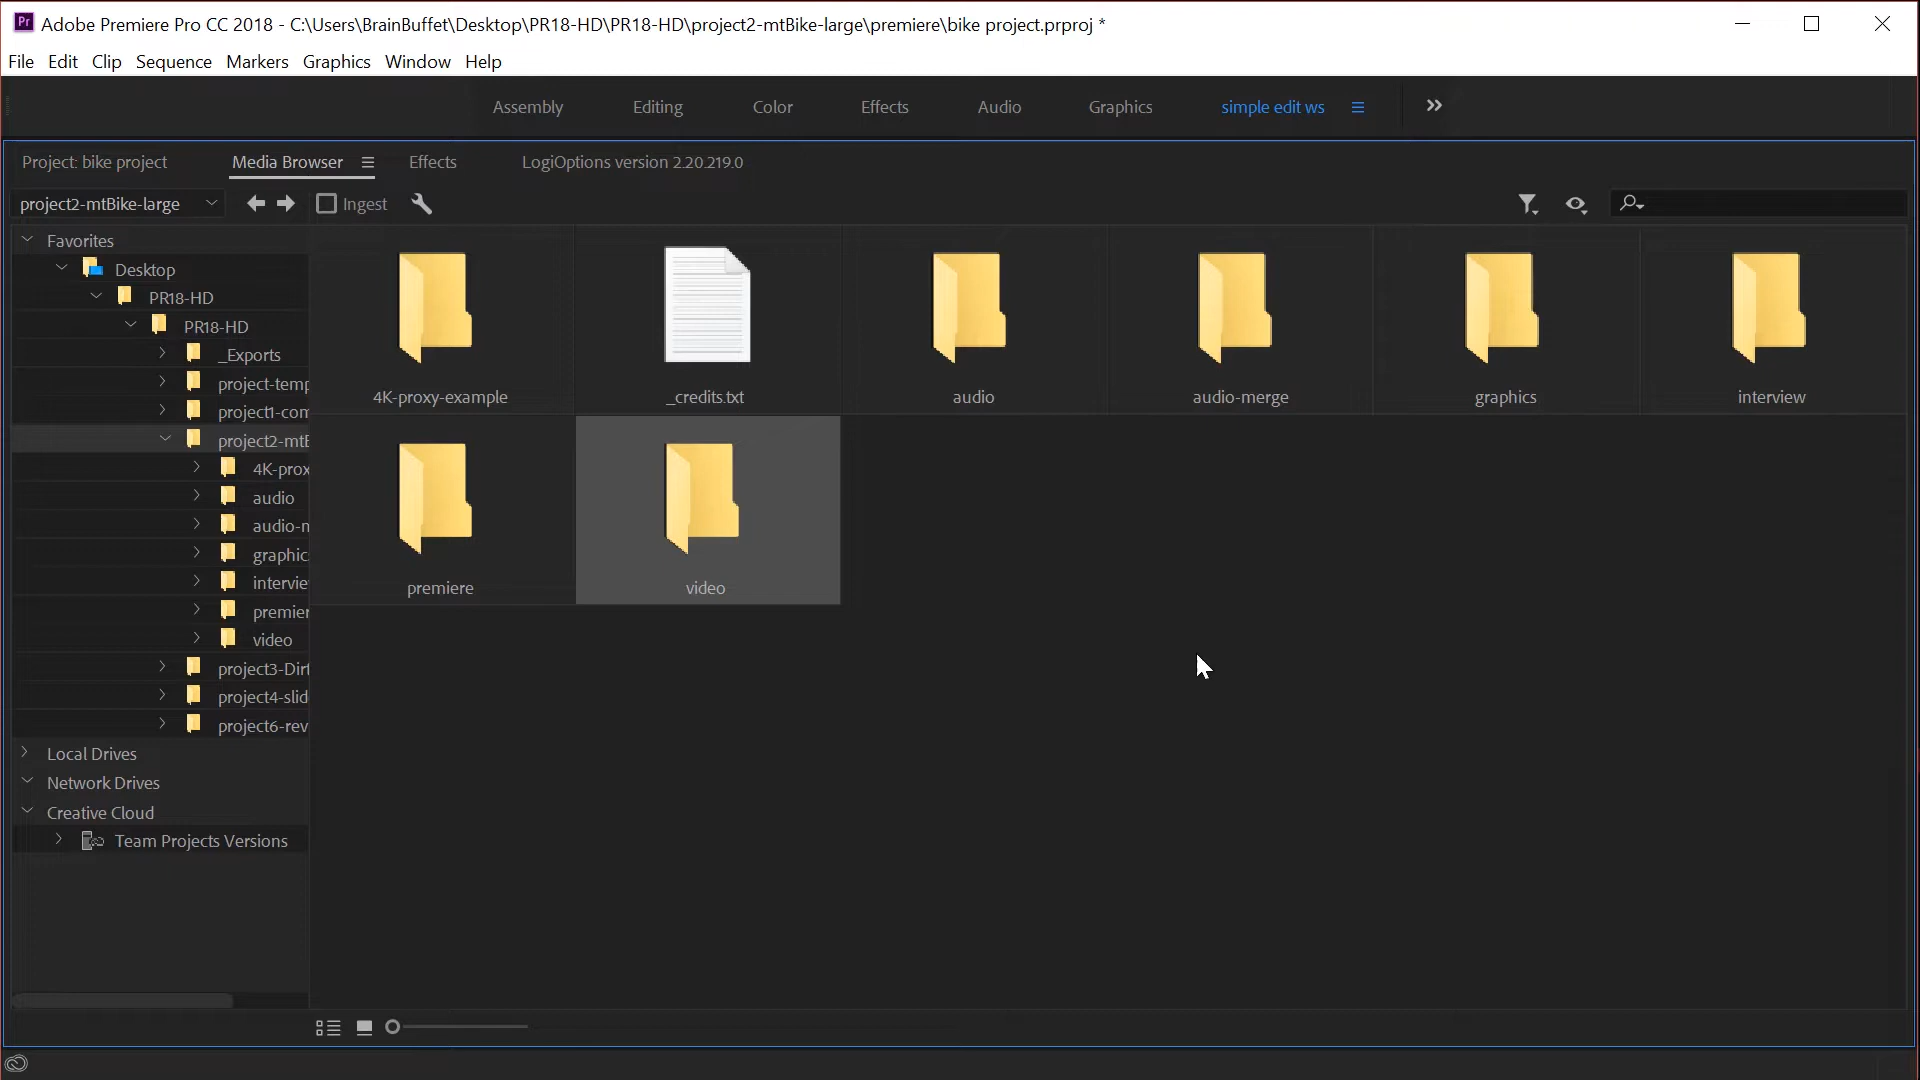 Pr Adobe Premiere Pro CC 2018 - C:\Users\BrainBuffet\Desktop\PR18-HD\PR18-HD\project2-mtBike-large\premiere\bike project.prproj *
File Edit Clip Sequence Markers Graphics Window Help
Assembly Editing Color Effects Audio Graphics simple edit ws
Project: bike project Media Browser Effects LogiOptions version 2.20.219.0
project2-mtBike-large Ingest
Favorites
Desktop
PR18-HD
PR18-HD
_Exports
project-temp
project1-com
project2-mtB
4K-prox
audio
audio-m
graphics
interview
premier
video
project3-Dirt
project4-slid
project6-rev
Local Drives
Network Drives
Creative Cloud
Team Projects Versions
4K-proxy-example _credits.txt audio audio-merge graphics interview
premiere video